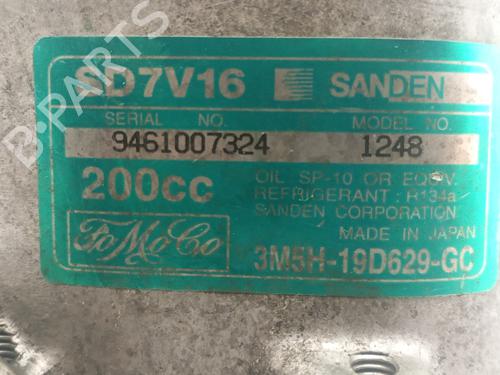 SD7V16 SANDEN
SERIAL NO. MODEL NO.
9461007324 1248
200cc
OIL SP-10 OR EQUIV.
REFRIGERANT : R134a
SANDEN CORPORATION
MADE IN JAPAN
FoMoCo
3M5H-19D629-GC
B-PARTS